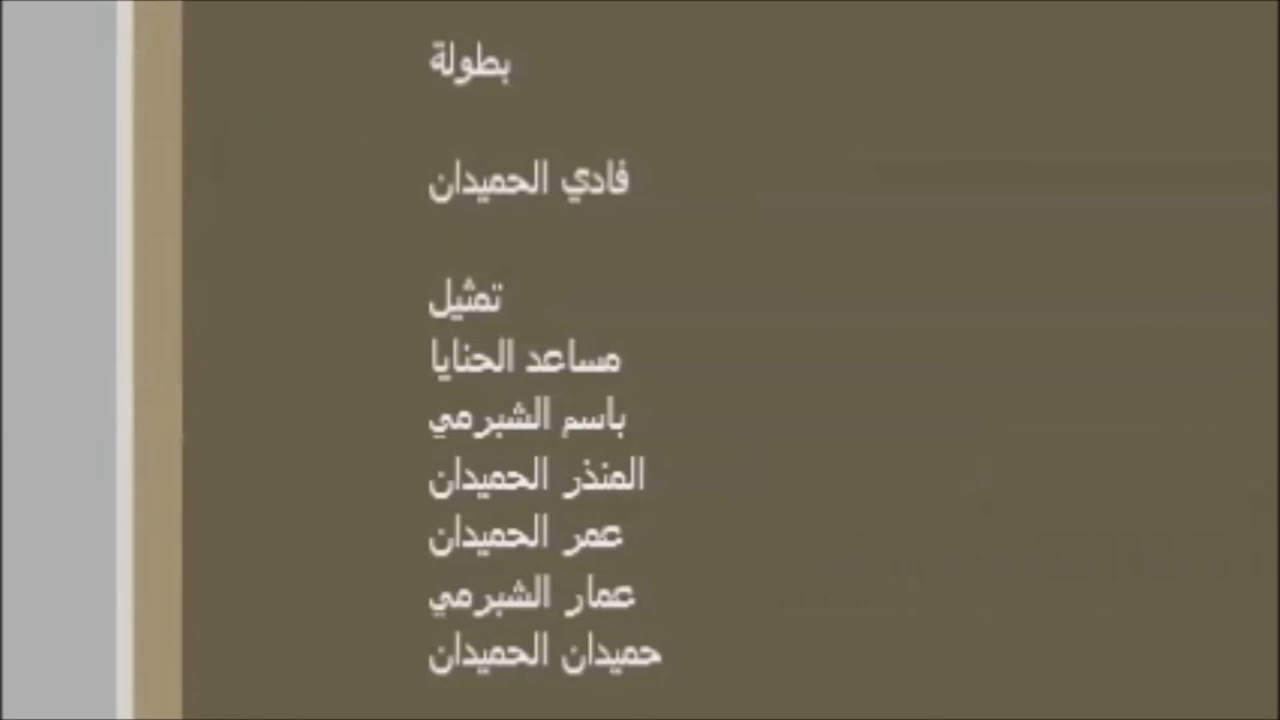 بطولة
فادي الحميدان
تمثيل
مساعد الحنايا
باسم الشبرمي
المنذر الحميدان
عمر الحميدان
عمار الشبرمي
حميدان الحميدان